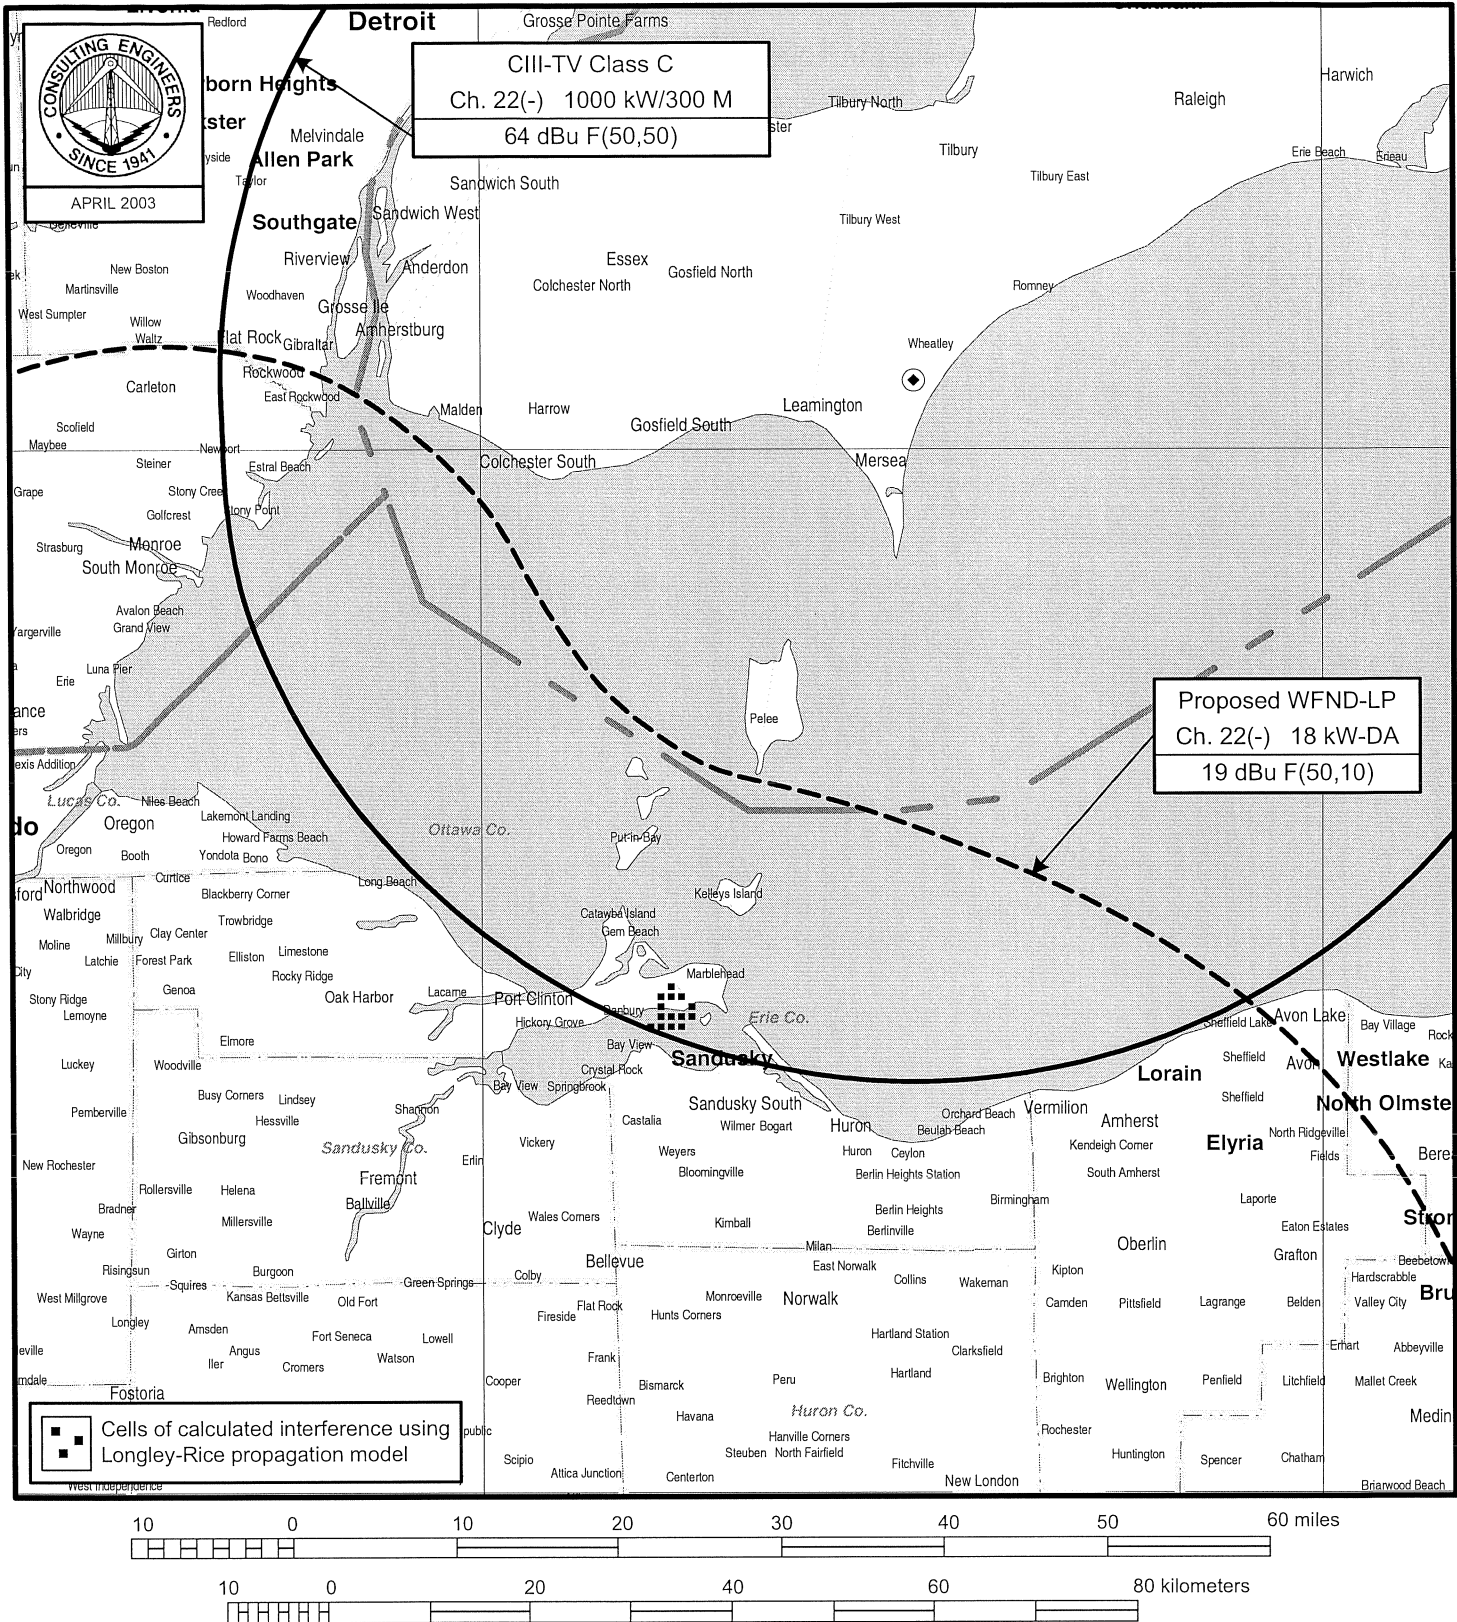 Redford
Detroit
Grosse Pointe Farms
CONSULTING ENGINEERS
SINCE 1941
APRIL 2003
CIII-TV Class C
Ch. 22(-) 1000 kW/300 M
64 dBu F(50,50)
Harwich
Raleigh
Tilbury North
Melvindale
Allen Park
Taylor
Tilbury
Erie Beach
Erieau
Tilbury East
Sandwich South
Southgate
Sandwich West
Tilbury West
Belleville
New Boston
Riverview
Anderdon
Essex
Colchester North
Gosfield North
Martinsville
Woodhaven
Romney
West Sumpter
Willow
Waltz
Grosse Ile
Amherstburg
Flat Rock
Gibraltar
Wheatley
Rockwood
Carleton
East Rockwood
Malden
Harrow
Leamington
Scofield
Maybee
Newport
Gosfield South
Steiner
Estral Beach
Colchester South
Mersea
Grape
Stony Creek
Golfcrest
Stony Point
Strasburg
Monroe
South Monroe
Avalon Beach
Grand View
Yargerville
Luna Pier
Erie
Pelee
Proposed WFND-LP
Ch. 22(-) 18 kW-DA
19 dBu F(50,10)
exis Addition
Lucas Co.
Niles Beach
Oregon
Lakemont Landing
Howard Farms Beach
Ottawa Co.
Put-in-Bay
Oregon
Booth
Yondola
Bono
Curtice
Long Beach
Northwood
Blackberry Corner
Kelleys Island
Walbridge
Trowbridge
Catawba Island
Gem Beach
Moline
Millbury
Clay Center
Latchie
Forest Park
Elliston
Limestone
City
Rocky Ridge
Marblehead
Genoa
Oak Harbor
Lacarne
Port Clinton
Danbury
Stony Ridge
Lemoyne
Hickory Grove
Erie Co.
Sheffield Lake
Avon Lake
Bay Village
Elmore
Bay View
Sandusky
Luckey
Woodville
Crystal Rock
Sheffield
Avon
Westlake
Lorain
Bay View
Springbrook
Busy Corners
Lindsey
Pemberville
Hessville
Shannon
Sandusky South
Wilmer Bogart
Huron
Orchard Beach
Beulah Beach
Vermilion
Amherst
Sheffield
North Olmste
Castalia
Gibsonburg
Sandusky Co.
Vickery
Weyers
Huron
Ceylon
Kendeigh Corner
Elyria
North Ridgeville
Fields
Berea
New Rochester
Erlin
Bloomingville
Berlin Heights Station
South Amherst
Fremont
Rollersville
Helena
Ballville
Birmingham
Laporte
Bradner
Millersville
Wales Corners
Kimball
Berlin Heights
Berlinville
Eaton Estates
Stron
Wayne
Clyde
Milan
Oberlin
Grafton
Girton
Bellevue
East Norwalk
Beebetown
Risingsun
Burgoon
Colby
Collins
Wakeman
Kipton
Hardscrabble
Squires
Green Springs
West Millgrove
Kansas
Bettsville
Old Fort
Flat Rock
Monroeville
Norwalk
Camden
Pittsfield
Lagrange
Belden
Valley City
Bru
Longley
Fireside
Hunts Corners
Amsden
Fort Seneca
Lowell
Hartland Station
Erhart
Abbeyville
Angus
Iler
Cromers
Watson
Frank
Clarksfield
Cooper
Bismarck
Peru
Hartland
Brighton
Wellington
Penfield
Litchfield
Mallet Creek
Fostoria
Reedtown
Havana
Huron Co.
Medin
Cells of calculated interference using
Longley-Rice propagation model
public
Hanville Corners
Rochester
Steuben
North Fairfield
Scipio
Huntington
Spencer
Chatham
Attica Junction
Centerton
Fitchville
New London
West Independence
Briarwood Beach
10 0 10 20 30 40 50 60 miles
10 0 20 40 60 80 kilometers